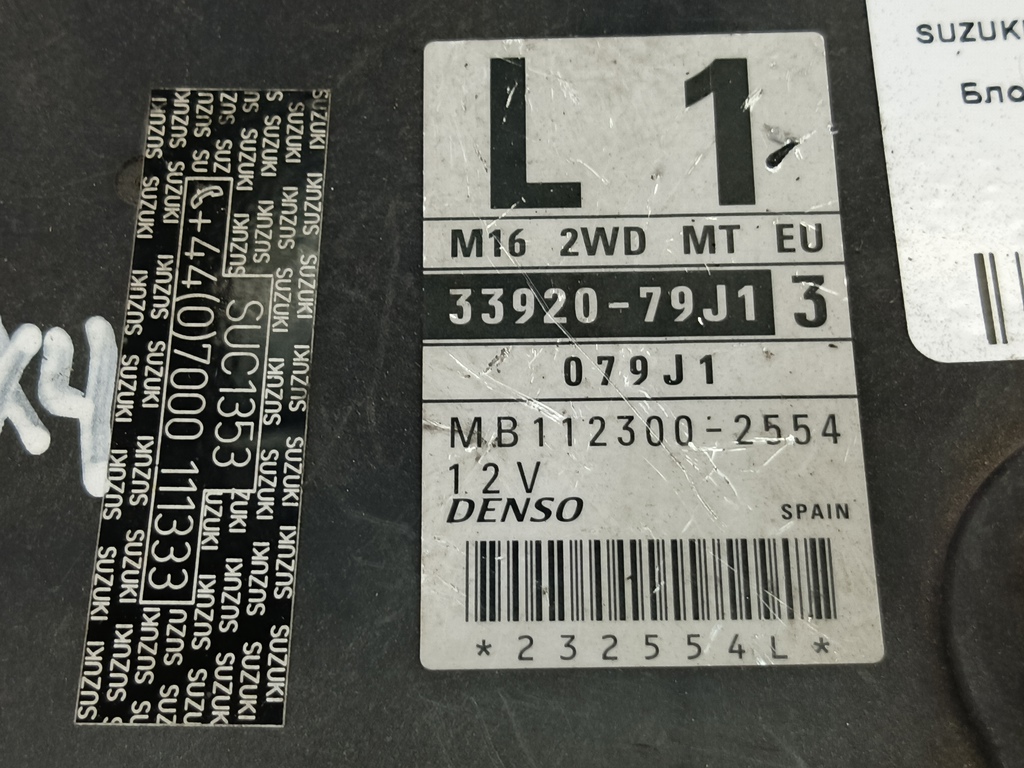 L 1
M16 2WD MT EU
33920-79J1 3
079J1
MB112300-2554
12V
DENSO SPAIN
*232554L*
SUC1353
+44(0)7000 111333
SUZUKI
X4